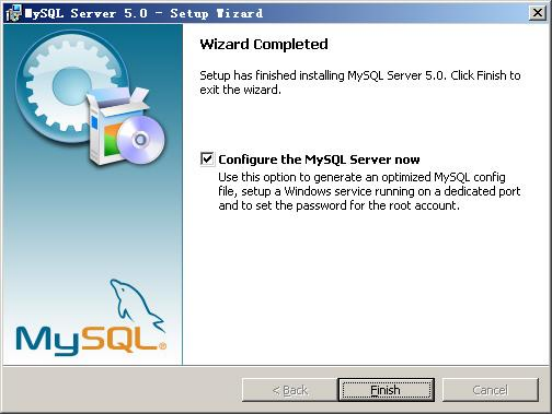 MySQL Server 5.0 - Setup Wizard
Wizard Completed
Setup has finished installing MySQL Server 5.0. Click Finish to
exit the wizard.
Configure the MySQL Server now
Use this option to generate an optimized MySQL config
file, setup a Windows service running on a dedicated port
and to set the password for the root account.
MySQL®
< Back
Finish
Cancel